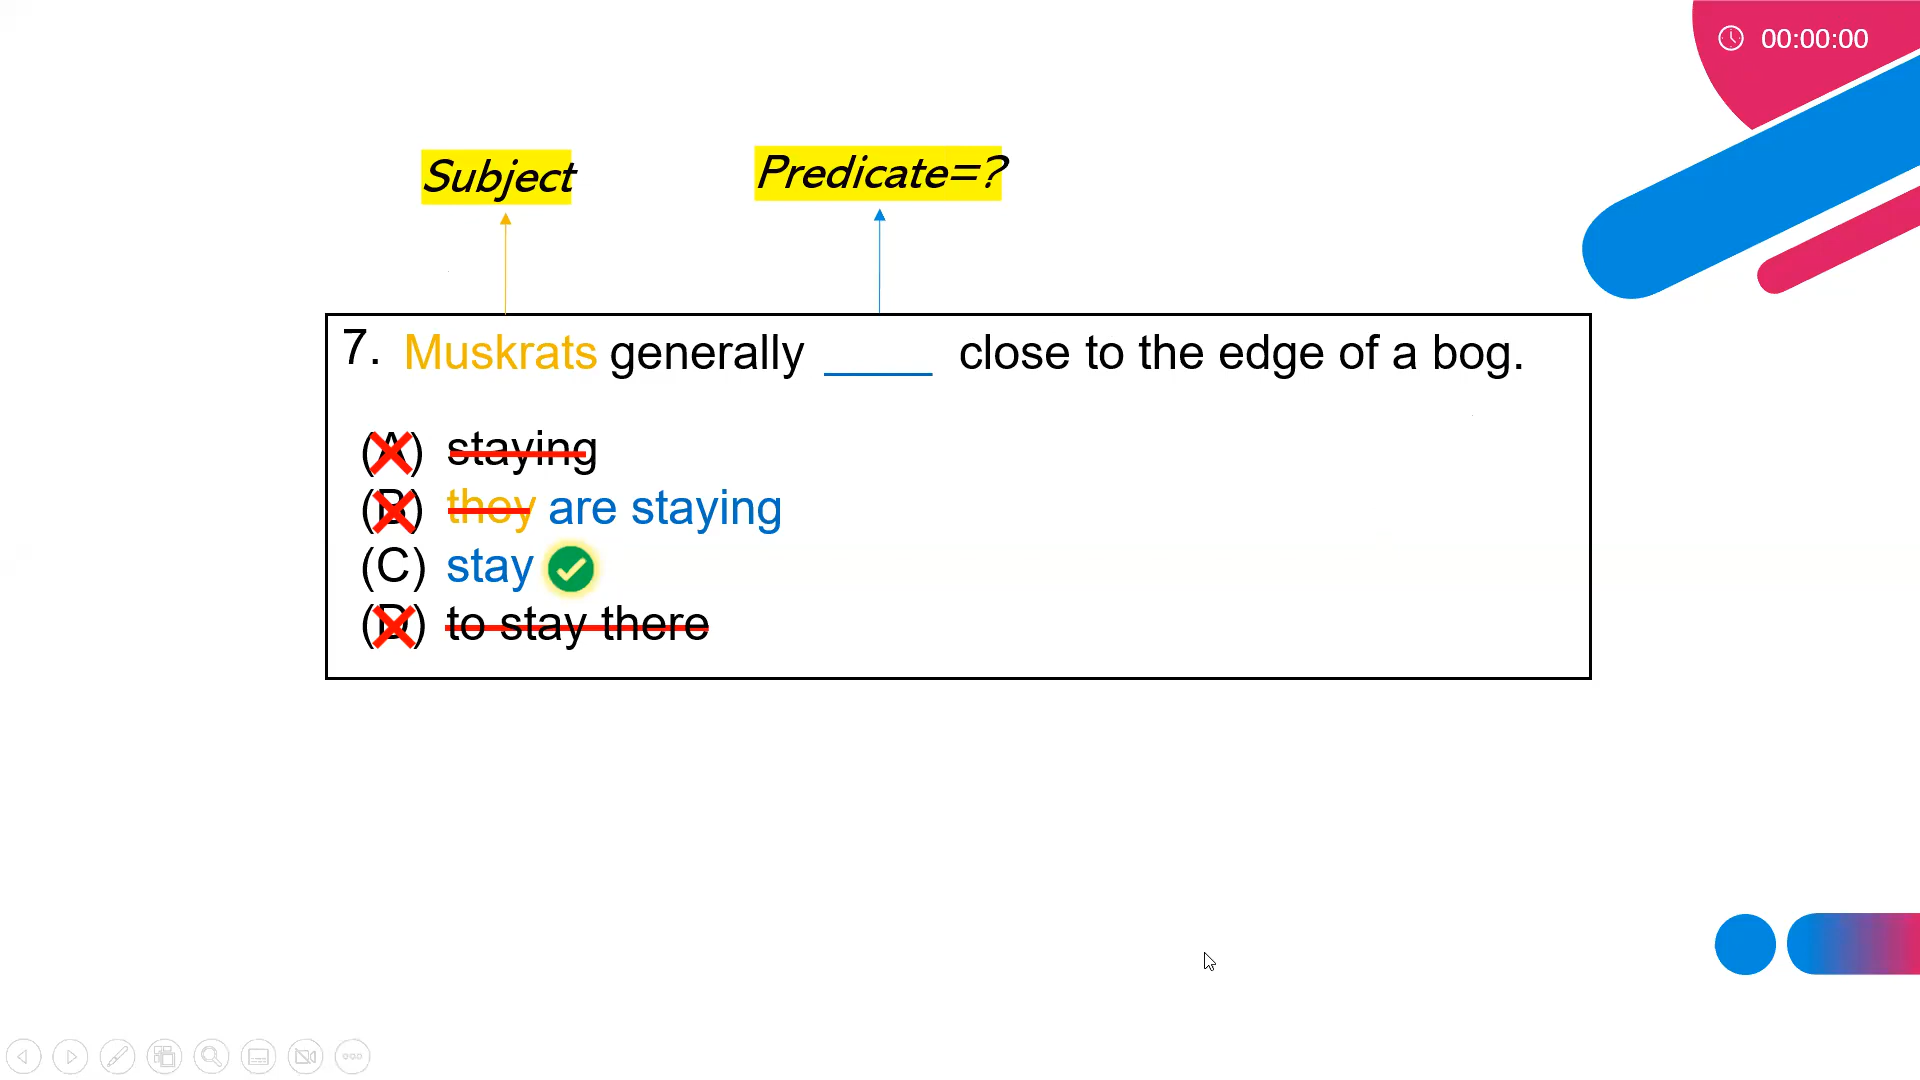 00:00:00
Subject Predicate=?
7. Muskrats generally _____ close to the edge of a bog.
(A) staying
(B) they are staying
(C) stay
(D) to stay there